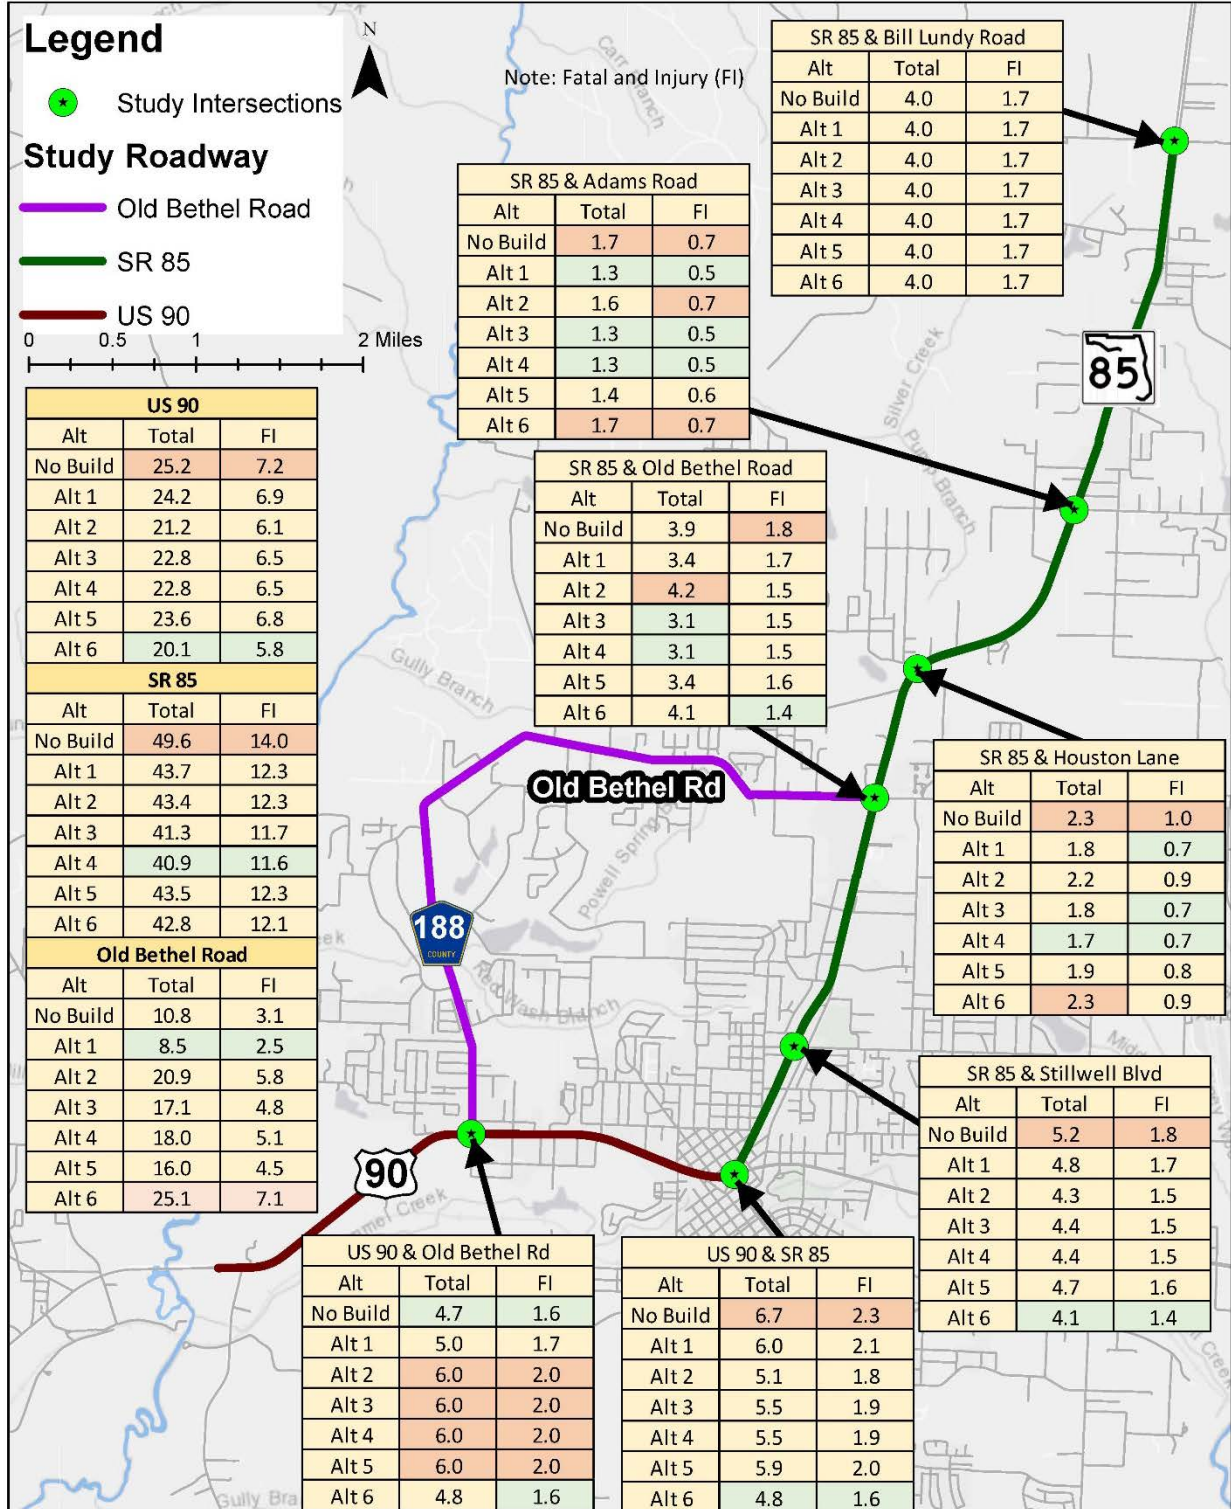 Legend
Study Intersections
Study Roadway
Old Bethel Road
SR 85
US 90
0 0.5 1 2 Miles
N
Note: Fatal and Injury (FI)
Carr Branch
SR 85 & Bill Lundy Road
Alt Total FI
No Build 4.0 1.7
Alt 1 4.0 1.7
Alt 2 4.0 1.7
Alt 3 4.0 1.7
Alt 4 4.0 1.7
Alt 5 4.0 1.7
Alt 6 4.0 1.7
SR 85 & Adams Road
Alt Total FI
No Build 1.7 0.7
Alt 1 1.3 0.5
Alt 2 1.6 0.7
Alt 3 1.3 0.5
Alt 4 1.3 0.5
Alt 5 1.4 0.6
Alt 6 1.7 0.7
85
Silver Creek
Pump Branch
US 90
Alt Total FI
No Build 25.2 7.2
Alt 1 24.2 6.9
Alt 2 21.2 6.1
Alt 3 22.8 6.5
Alt 4 22.8 6.5
Alt 5 23.6 6.8
Alt 6 20.1 5.8
SR 85
Alt Total FI
No Build 49.6 14.0
Alt 1 43.7 12.3
Alt 2 43.4 12.3
Alt 3 41.3 11.7
Alt 4 40.9 11.6
Alt 5 43.5 12.3
Alt 6 42.8 12.1
Old Bethel Road
Alt Total FI
No Build 10.8 3.1
Alt 1 8.5 2.5
Alt 2 20.9 5.8
Alt 3 17.1 4.8
Alt 4 18.0 5.1
Alt 5 16.0 4.5
Alt 6 25.1 7.1
SR 85 & Old Bethel Road
Alt Total FI
No Build 3.9 1.8
Alt 1 3.4 1.7
Alt 2 4.2 1.5
Alt 3 3.1 1.5
Alt 4 3.1 1.5
Alt 5 3.4 1.6
Alt 6 4.1 1.4
Gully Branch
Old Bethel Rd
Powell Spring
188
COUNTY
Red Wash Branch
SR 85 & Houston Lane
Alt Total FI
No Build 2.3 1.0
Alt 1 1.8 0.7
Alt 2 2.2 0.9
Alt 3 1.8 0.7
Alt 4 1.7 0.7
Alt 5 1.9 0.8
Alt 6 2.3 0.9
SR 85 & Stillwell Blvd
Alt Total FI
No Build 5.2 1.8
Alt 1 4.8 1.7
Alt 2 4.3 1.5
Alt 3 4.4 1.5
Alt 4 4.4 1.5
Alt 5 4.7 1.6
Alt 6 4.1 1.4
90
Creek
US 90 & Old Bethel Rd
Alt Total FI
No Build 4.7 1.6
Alt 1 5.0 1.7
Alt 2 6.0 2.0
Alt 3 6.0 2.0
Alt 4 6.0 2.0
Alt 5 6.0 2.0
Alt 6 4.8 1.6
US 90 & SR 85
Alt Total FI
No Build 6.7 2.3
Alt 1 6.0 2.1
Alt 2 5.1 1.8
Alt 3 5.5 1.9
Alt 4 5.5 1.9
Alt 5 5.9 2.0
Alt 6 4.8 1.6
Gully Bra